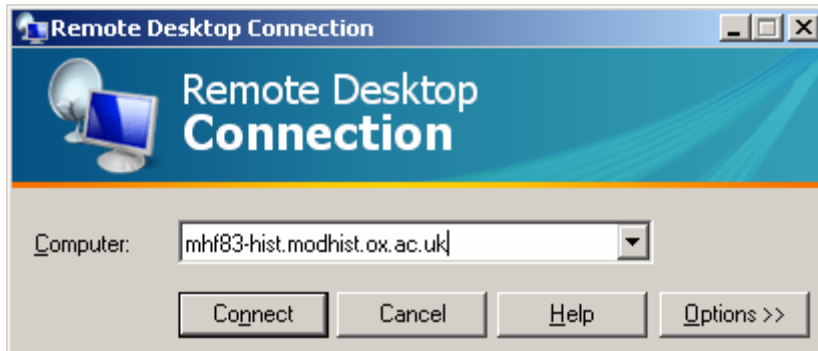 Remote Desktop Connection
Remote Desktop
Connection
Computer: mhf83-hist.modhist.ox.ac.uk
Connect Cancel Help Options >>